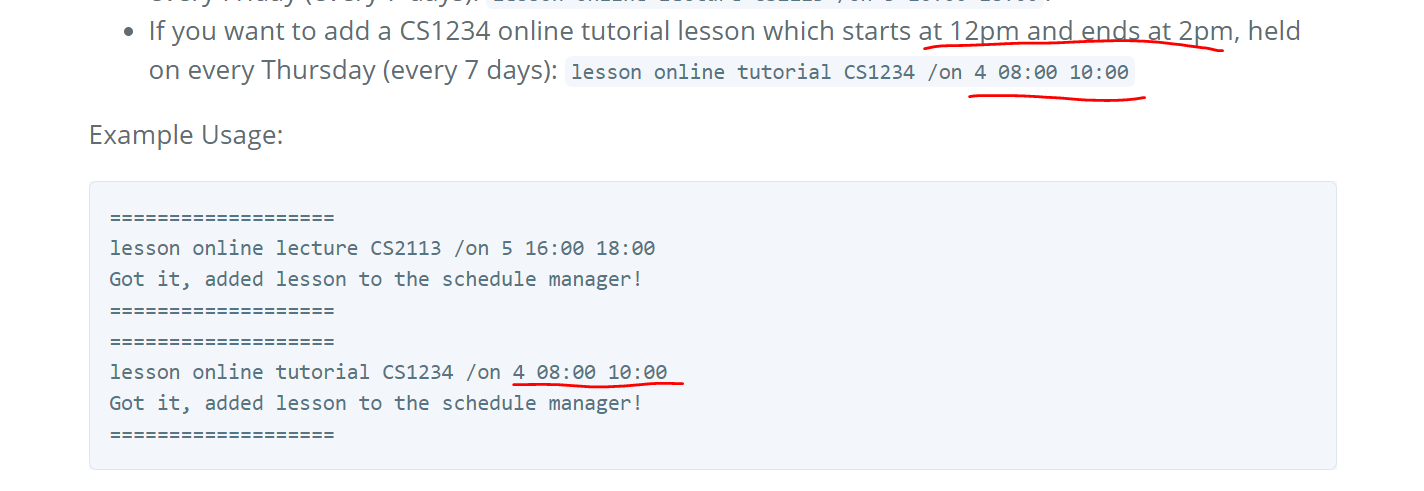 • If you want to add a CS1234 online tutorial lesson which starts at 12pm and ends at 2pm, held
on every Thursday (every 7 days): lesson online tutorial CS1234 /on 4 08:00 10:00
Example Usage:
===================
lesson online lecture CS2113 /on 5 16:00 18:00
Got it, added lesson to the schedule manager!
===================
===================
lesson online tutorial CS1234 /on 4 08:00 10:00
Got it, added lesson to the schedule manager!
===================